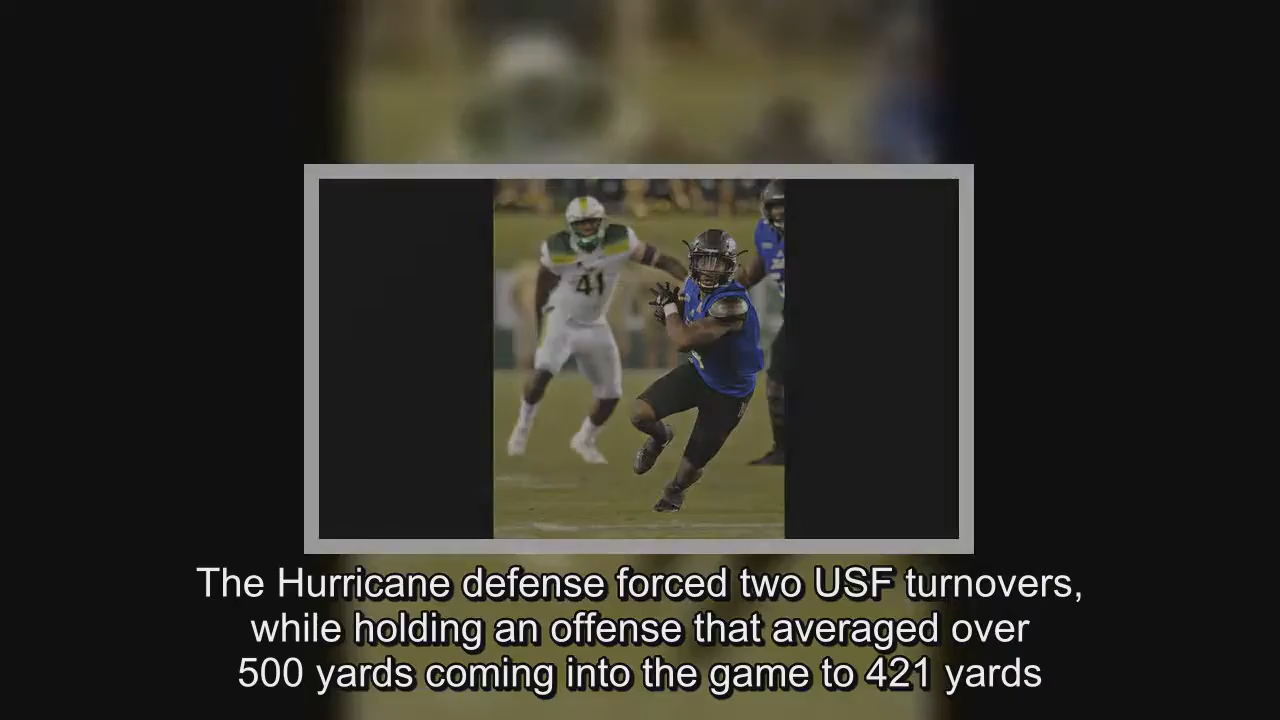 41
The Hurricane defense forced two USF turnovers,
while holding an offense that averaged over
500 yards coming into the game to 421 yards